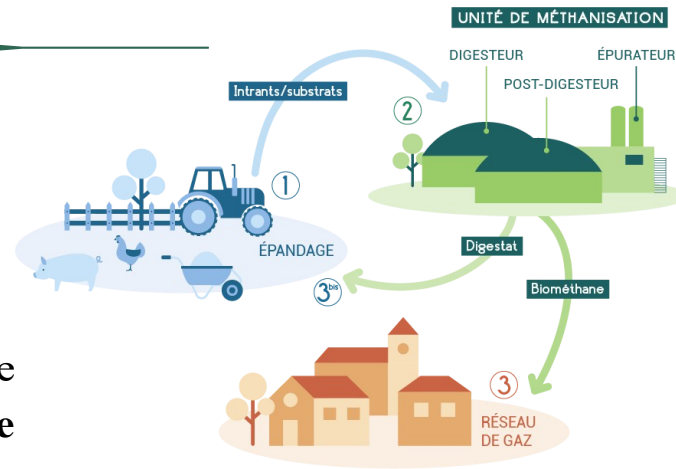 UNITÉ DE MÉTHANISATION
DIGESTEUR
ÉPURATEUR
POST-DIGESTEUR
Intrants/substrats
2
1
ÉPANDAGE
Digestat
3bis
Biométhane
3
RÉSEAU
DE GAZ
e
e